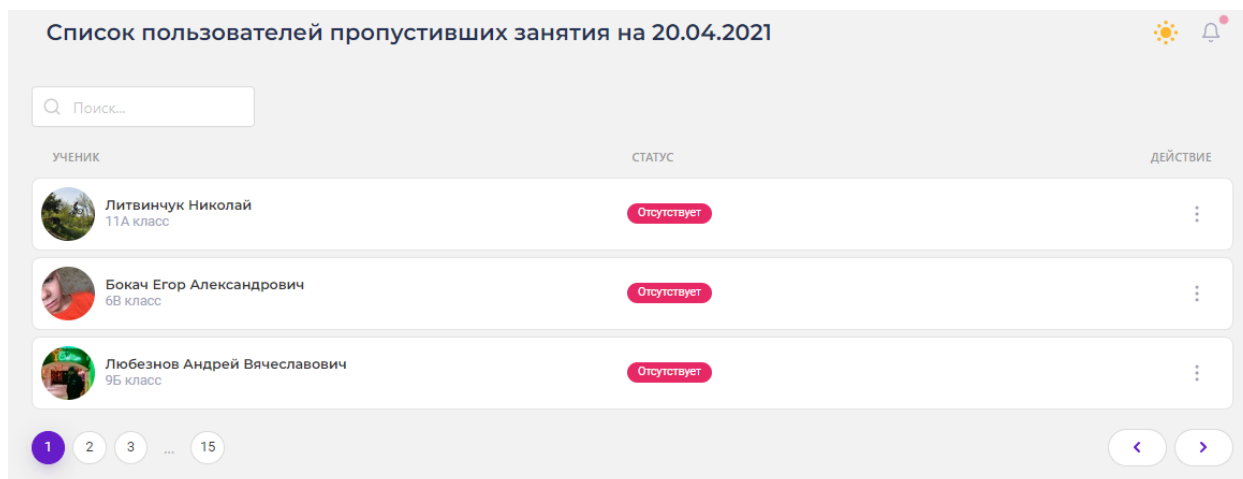 Список пользователей пропустивших занятия на 20.04.2021
Поиск...
УЧЕНИК СТАТУС ДЕЙСТВИЕ
Литвинчук Николай
11А класс
Отсутствует
Бокач Егор Александрович
6В класс
Отсутствует
Любезнов Андрей Вячеславович
9Б класс
Отсутствует
1 2 3 ... 15